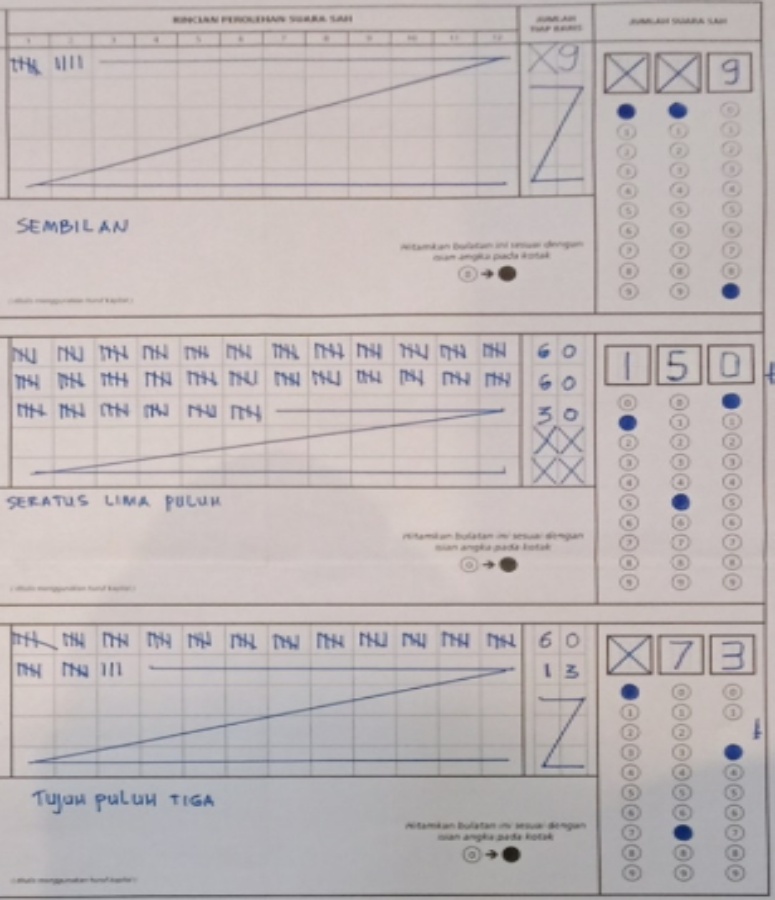 RINCIAN PEROLEHAN SUARA SAH
JUMLAH TIAP BARIS
JUMLAH SUARA SAH
1 2 3 4 5 6 7 8 9 10 11 12
X9
X X 9
SEMBILAN
Hitamkan bulatan ini sesuai dengan
isian angka pada kotak
0
(ditulis menggunakan huruf kapital)
60
60
30
XX
XX
1 5 0
SERATUS LIMA PULUH
Hitamkan bulatan ini sesuai dengan
isian angka pada kotak
0
(ditulis menggunakan huruf kapital)
60
13
X 7 3
TUJUH PULUH TIGA
Hitamkan bulatan ini sesuai dengan
isian angka pada kotak
0
(ditulis menggunakan huruf kapital)